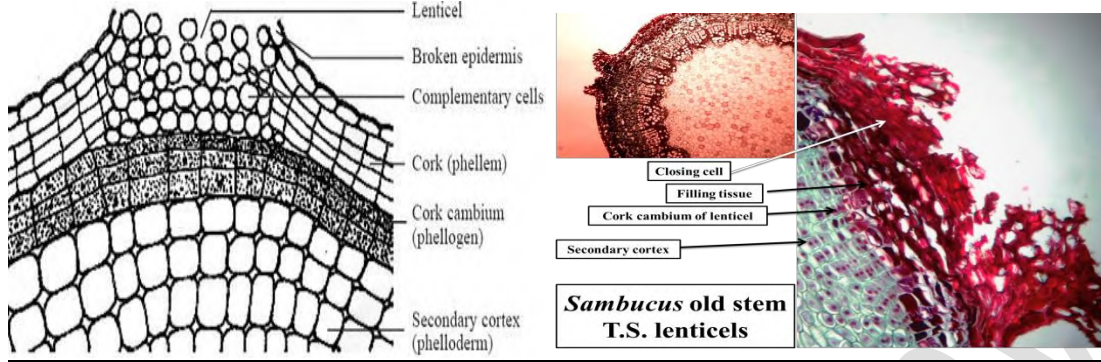 Lenticel
Broken epidermis
Complementary cells
Cork (phellem)
Cork cambium
(phellogen)
Secondary cortex
(phelloderm)
Closing cell
Filling tissue
Cork cambium of lenticel
Secondary cortex
Sambucus old stem
T.S. lenticels